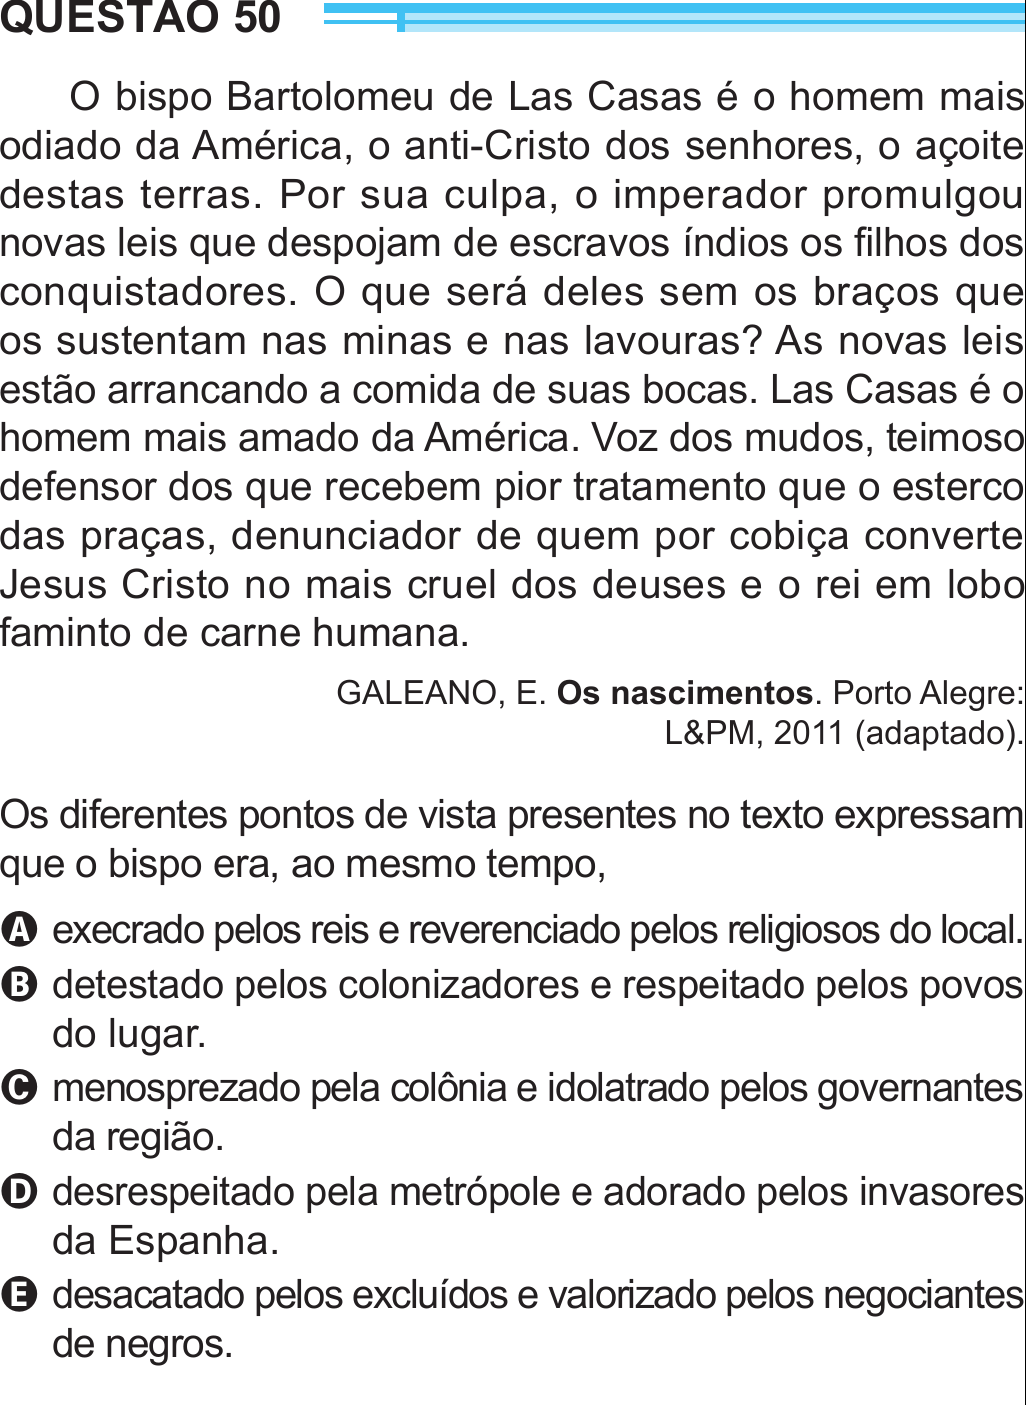 QUESTÃO 50
O bispo Bartolomeu de Las Casas é o homem mais
odiado da América, o anti-Cristo dos senhores, o açoite
destas terras. Por sua culpa, o imperador promulgou
novas leis que despojam de escravos índios os filhos dos
conquistadores. O que será deles sem os braços que
os sustentam nas minas e nas lavouras? As novas leis
estão arrancando a comida de suas bocas. Las Casas é o
homem mais amado da América. Voz dos mudos, teimoso
defensor dos que recebem pior tratamento que o esterco
das praças, denunciador de quem por cobiça converte
Jesus Cristo no mais cruel dos deuses e o rei em lobo
faminto de carne humana.
GALEANO, E. Os nascimentos. Porto Alegre:
L&PM, 2011 (adaptado).
Os diferentes pontos de vista presentes no texto expressam
que o bispo era, ao mesmo tempo,
A execrado pelos reis e reverenciado pelos religiosos do local.
B detestado pelos colonizadores e respeitado pelos povos
do lugar.
C menosprezado pela colônia e idolatrado pelos governantes
da região.
D desrespeitado pela metrópole e adorado pelos invasores
da Espanha.
E desacatado pelos excluídos e valorizado pelos negociantes
de negros.